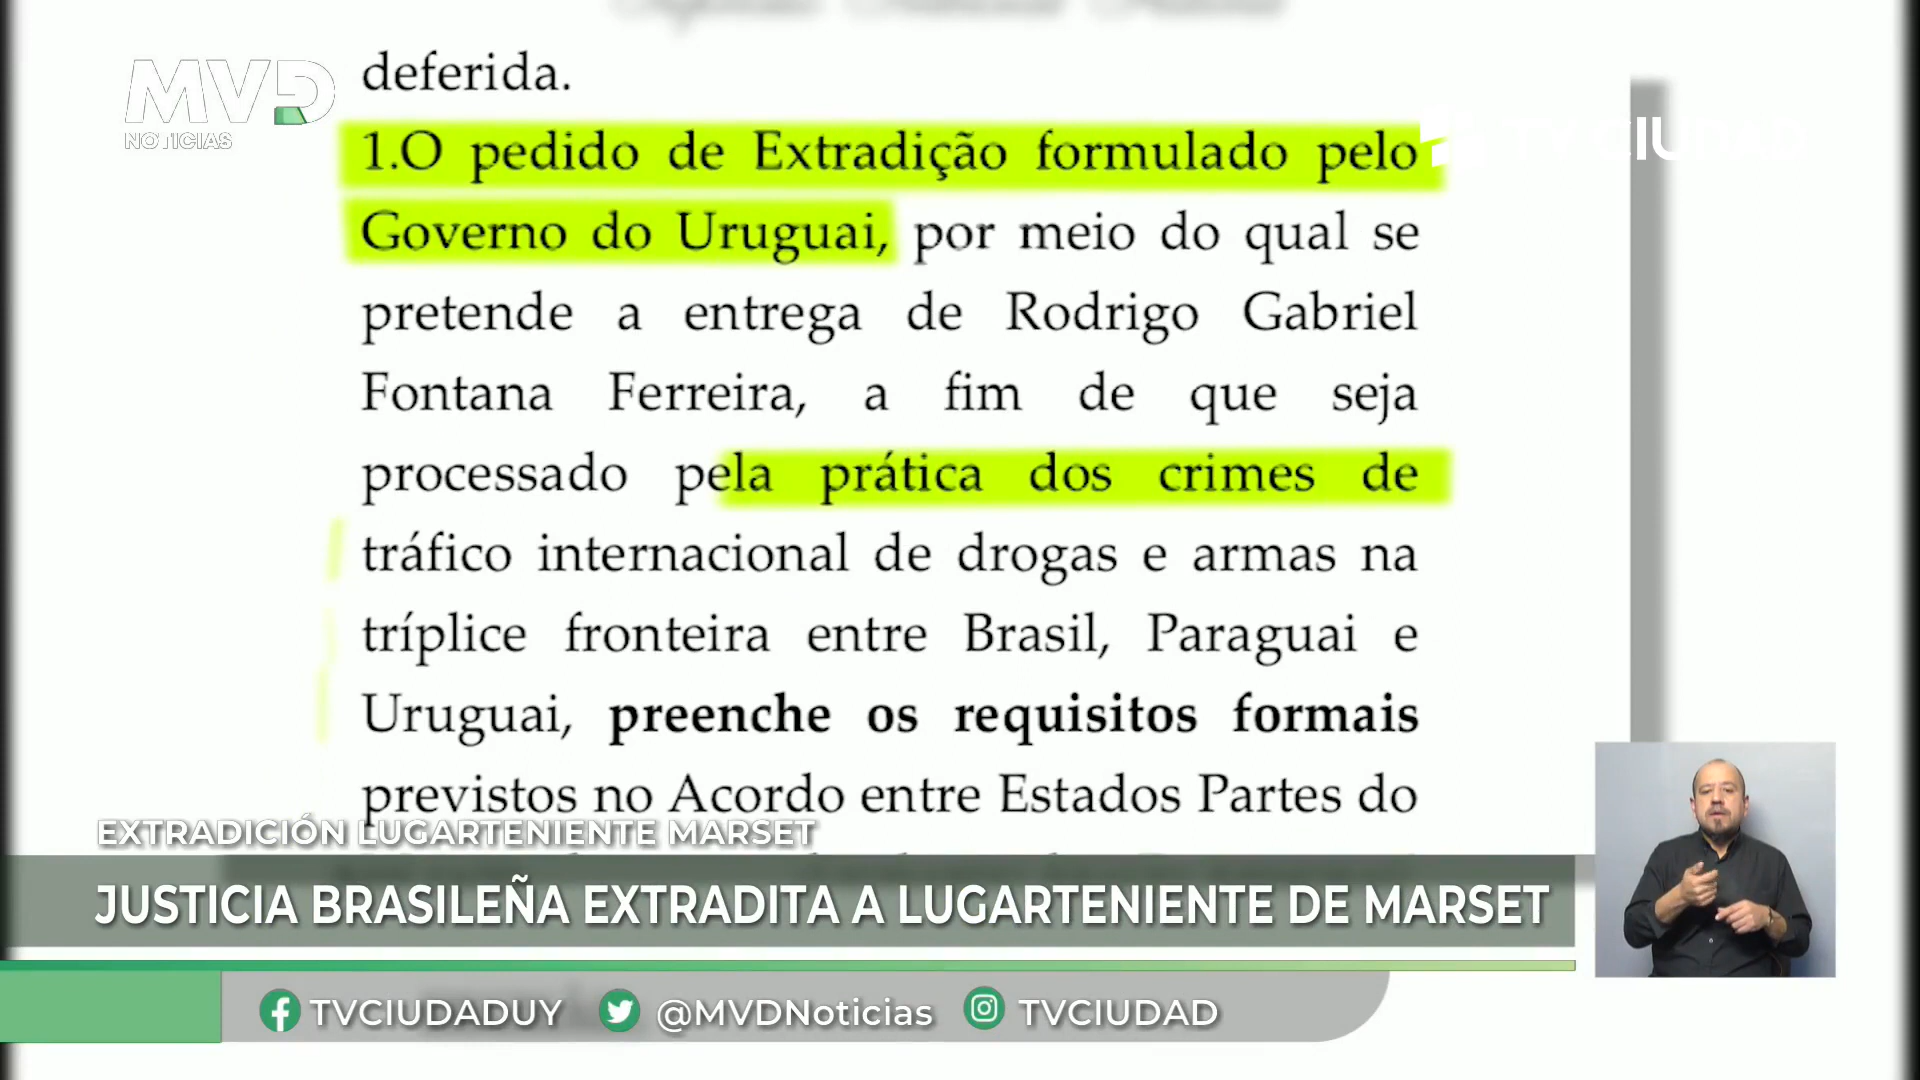 MVD
NOTICIAS
TVCIUDAD
deferida.
1.O pedido de Extradição formulado pelo
Governo do Uruguai, por meio do qual se
pretende a entrega de Rodrigo Gabriel
Fontana Ferreira, a fim de que seja
processado pela prática dos crimes de
tráfico internacional de drogas e armas na
tríplice fronteira entre Brasil, Paraguai e
Uruguai, preenche os requisitos formais
previstos no Acordo entre Estados Partes do
EXTRADICIÓN LUGARTENIENTE MARSET
JUSTICIA BRASILEÑA EXTRADITA A LUGARTENIENTE DE MARSET
TVCIUDADUY @MVDNoticias TVCIUDAD